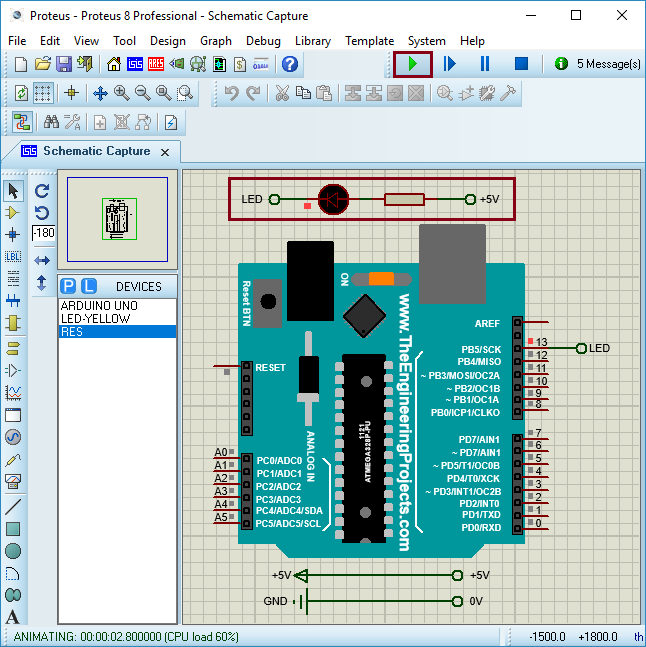 Proteus - Proteus 8 Professional - Schematic Capture
File Edit View Tool Design Graph Debug Library Template System Help
5 Message(s)
Schematic Capture
-180
LBL
P L DEVICES
ARDUINO UNO
LED-YELLOW
RES
A
LED +5V
Reset BTN
ON
www.TheEngineeringProjects.com
1121
ATMEGA328P-PU
ANALOG IN
RESET
A0 PC0/ADC0
A1 PC1/ADC1
A2 PC2/ADC2
A3 PC3/ADC3
A4 PC4/ADC4/SDA
A5 PC5/ADC5/SCL
AREF
PB5/SCK 13 LED
PB4/MISO 12
~ PB3/MOSI/OC2A 11
~ PB2/OC1B 10
~ PB1/OC1A 9
PB0/ICP1/CLKO 8
PD7/AIN1 7
~ PD7/AIN1 6
~ PD5/T1/OC0B 5
PD4/T0/XCK 4
~ PD3/INT1/OC2B 3
PD2/INT0 2
PD1/TXD 1
PD0/RXD 0
+5V +5V
GND 0V
ANIMATING: 00:00:02.800000 (CPU load 60%) -1500.0 +1800.0 th